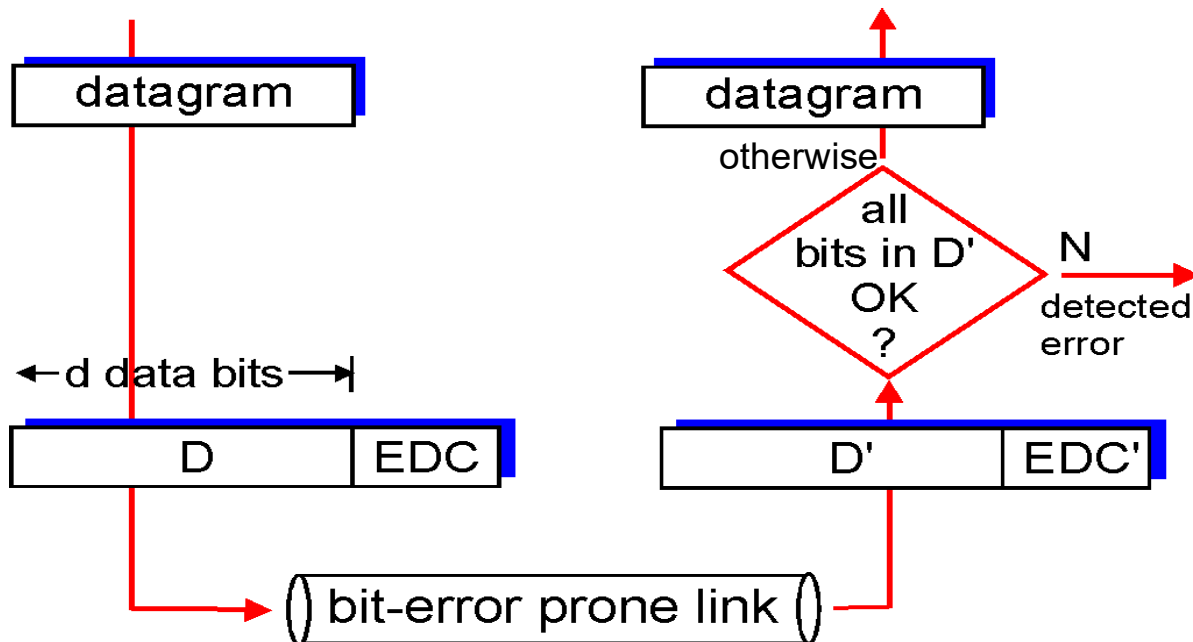 datagram
d data bits
D
EDC
bit-error prone link
datagram
otherwise
all
bits in D'
OK
?
N
detected
error
D'
EDC'